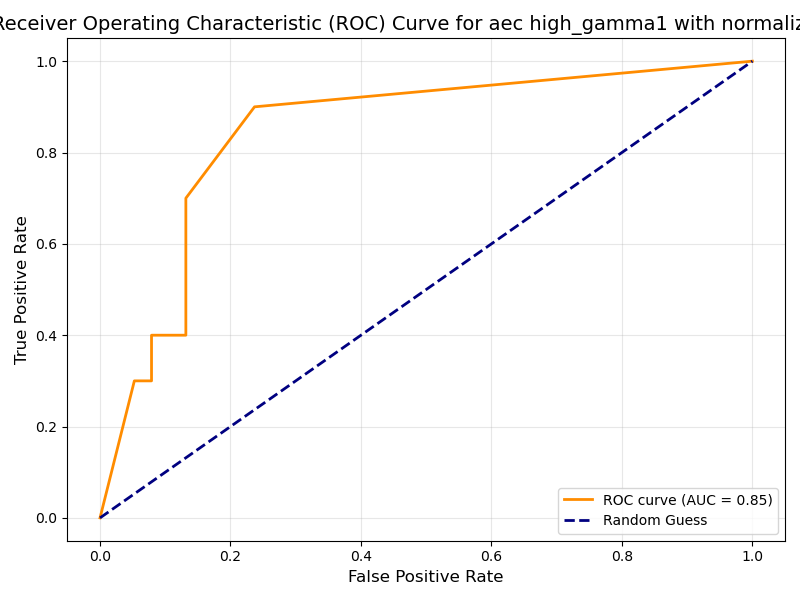 Receiver Operating Characteristic (ROC) Curve for aec high_gamma1 with
True Positive Rate
1.0
0.8
0.6
0.4
0.2
0.0
0.0 0.2 0.4 0.6 0.8 1.0
False Positive Rate
ROC curve (AUC = 0.85)
Random Guess